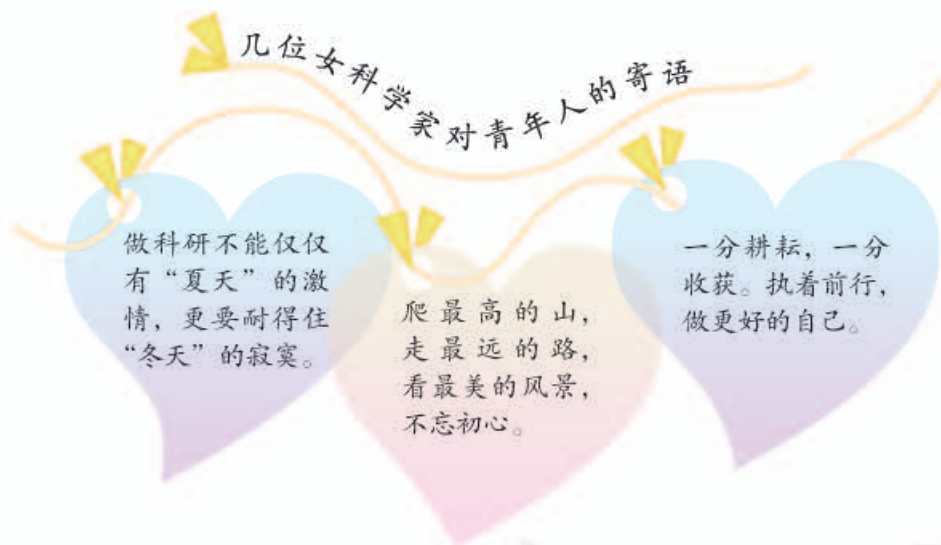 几位女科学家对青年人的寄语
做科研不能仅仅
有“夏天”的激
情，更要耐得住
“冬天”的寂寞。
爬最高的山，
走最远的路，
看最美的风景，
不忘初心。
一分耕耘，一分
收获。执着前行，
做更好的自己。